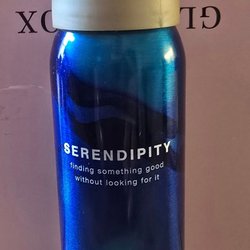 SERENDIPITY
finding something good
without looking for it